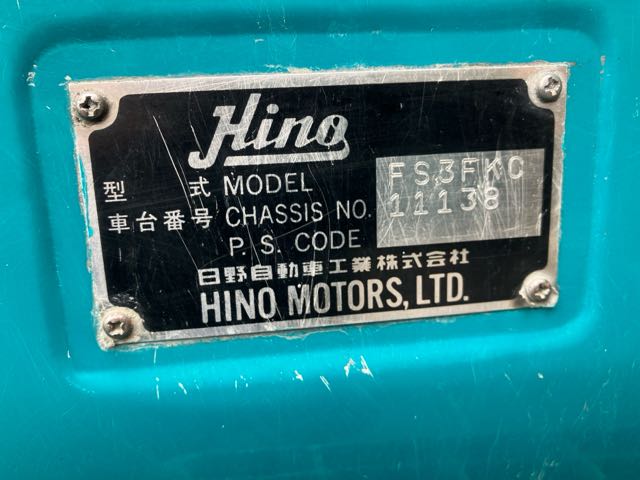 Hino
型 式 MODEL FS3FKC
車台番号 CHASSIS NO. 11138
P. S. CODE
日野自動車工業株式会社
HINO MOTORS, LTD.